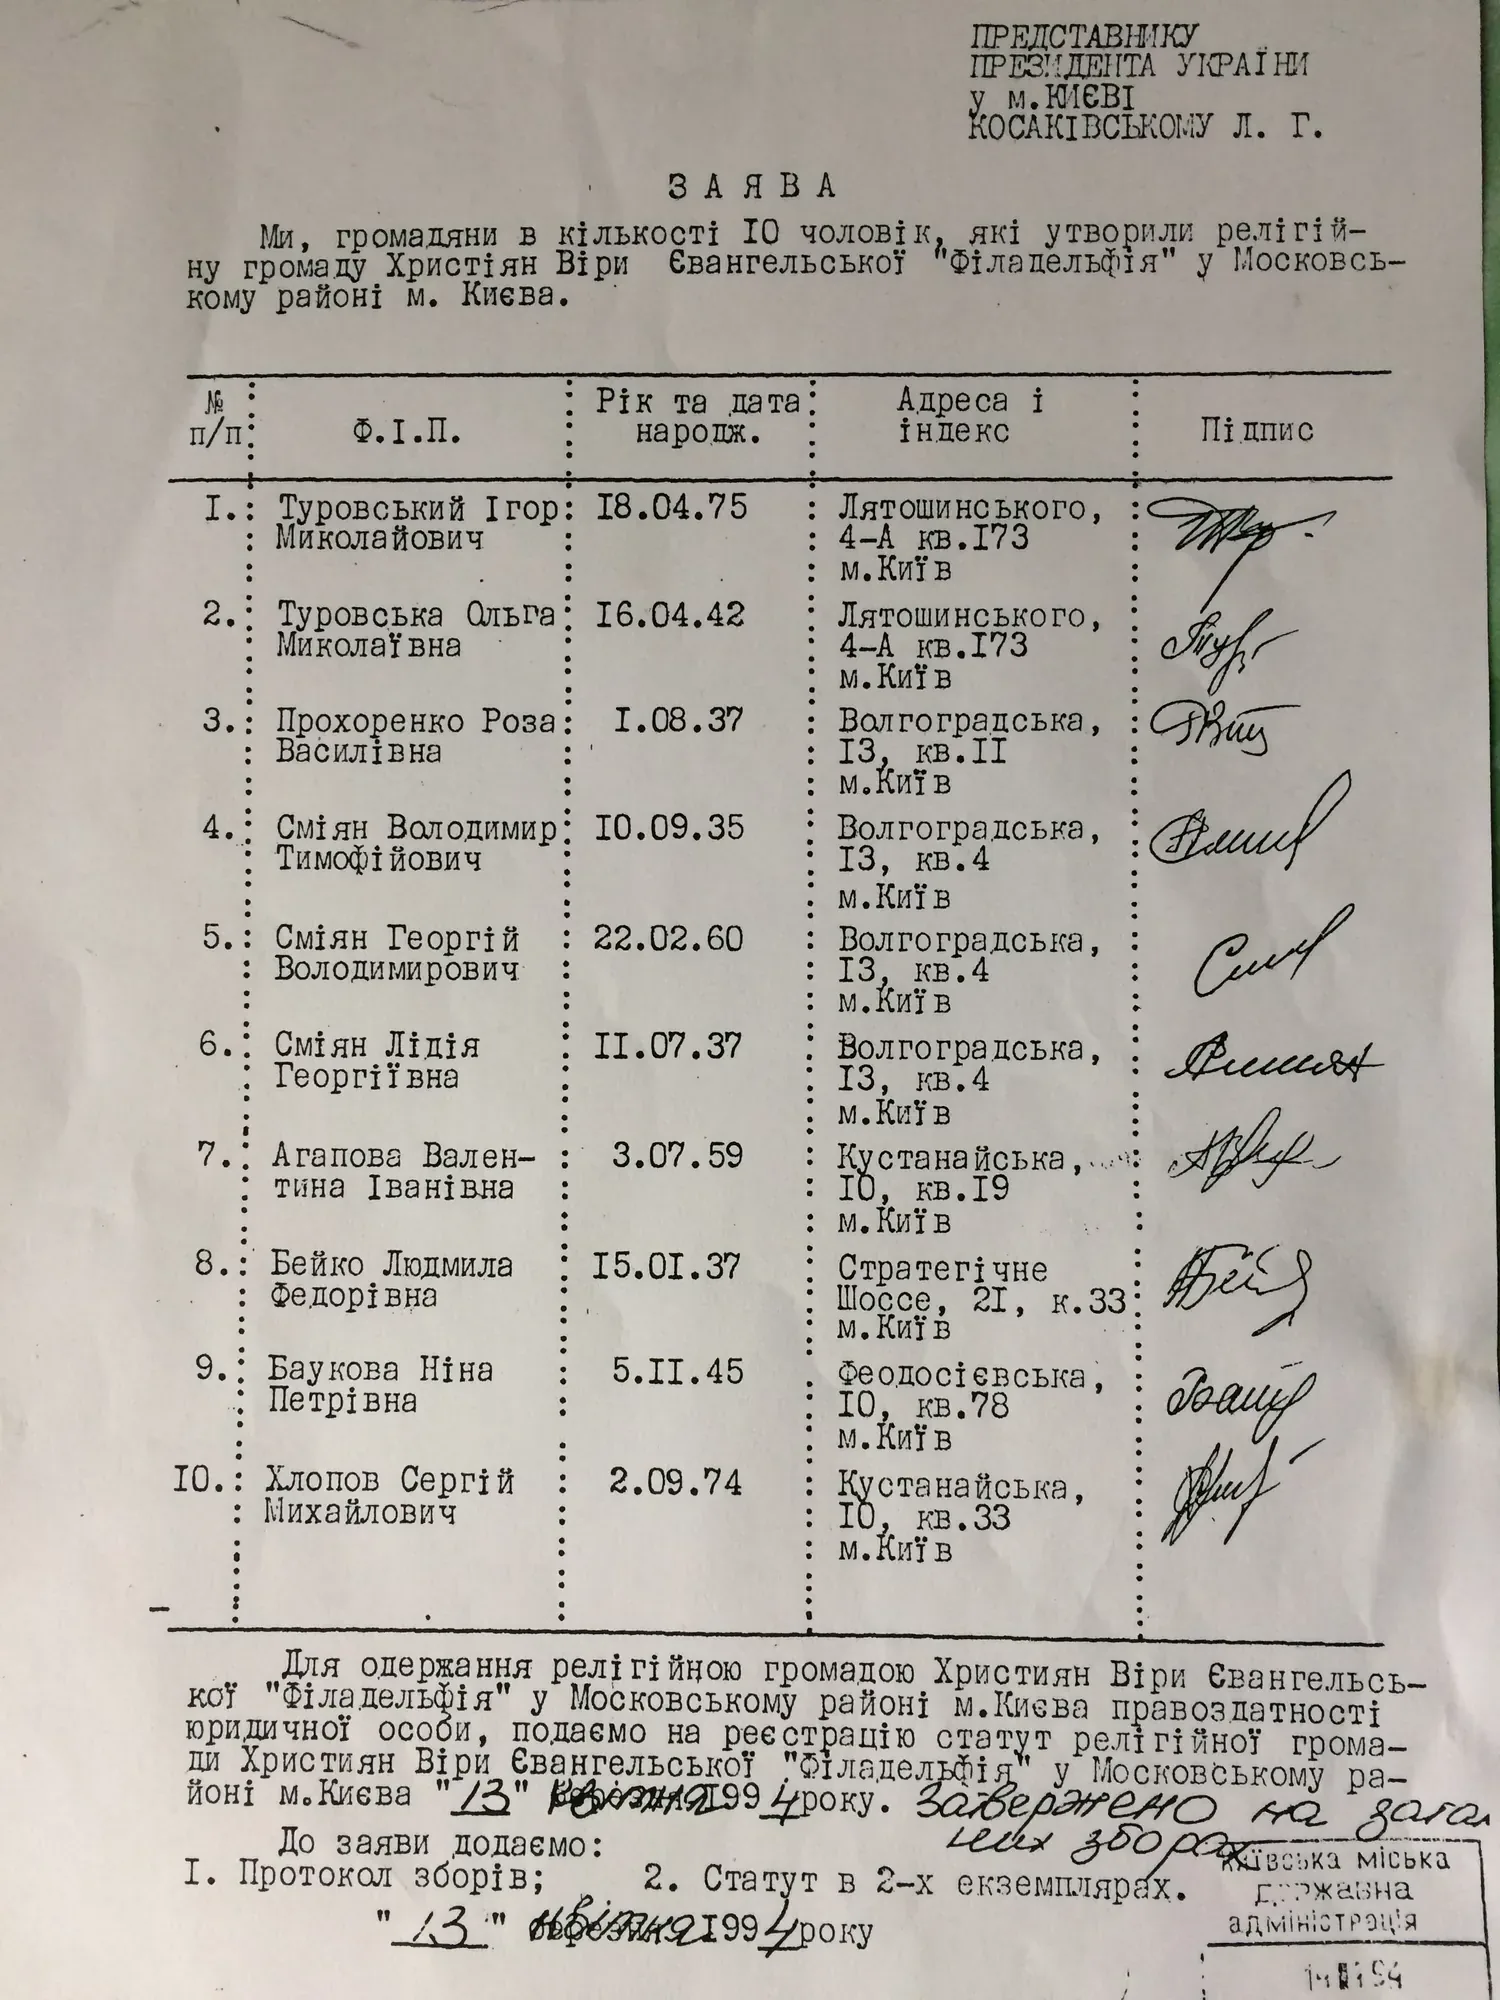 ПРЕДСТАВНИКУ
ПРЕЗИДЕНТА УКРАЇНИ
у м.КИЄВІ
КОСАКІВСЬКОМУ Л. Г.
З А Я В А
Ми, громадяни в кількості 10 чоловік, які утворили релігій-
ну громаду Христіян Віри Євангельської "Філадельфія" у Московсь-
кому районі м. Києва.
№ п/п : Ф.І.П. : Рік та дата народж. : Адреса і індекс : Підпис
I.: Туровський Ігор : 18.04.75 : Лятошинського,
Миколайович : 4-А кв.173
м.Київ
2.: Туровська Ольга : 16.04.42 : Лятошинського,
Миколаївна : 4-А кв.173
м.Київ
3.: Прохоренко Роза : 1.08.37 : Волгоградська,
Василівна : 13, кв.11
м.Київ
4.: Сміян Володимир : 10.09.35 : Волгоградська,
Тимофійович : 13, кв.4
м.Київ
5.: Сміян Георгій : 22.02.60 : Волгоградська,
Володимирович : 13, кв.4
м.Київ
6.: Сміян Лідія : 11.07.37 : Волгоградська,
Георгіївна : 13, кв.4
м.Київ
7.: Агапова Вален- : 3.07.59 : Кустанайська,
тина Іванівна : 10, кв.19
м.Київ
8.: Бейко Людмила : 15.01.37 : Стратегічне
Федорівна : Шоссе, 21, к.33
м.Київ
9.: Баукова Ніна : 5.11.45 : Феодосієвська,
Петрівна : 10, кв.78
м.Київ
10.: Хлопов Сергій : 2.09.74 : Кустанайська,
Михайлович : 10, кв.33
м.Київ
Для одержання релігійною громадою Християн Віри Євангельсь-
кої "Філадельфія" у Московському районі м.Києва правоздатності
юридичної особи, подаємо на реєстрацію статут релігійної грома-
ди Християн Віри Євангельської "Філадельфія" у Московському ра-
йоні м.Києва "13" квітня 1994 року. Затверджено на загаль
них зборах
До заяви додаємо:
I. Протокол зборів; 2. Статут в 2-х екземплярах.
"13" квітня 1994 року
Київська міська
державна
адміністрація